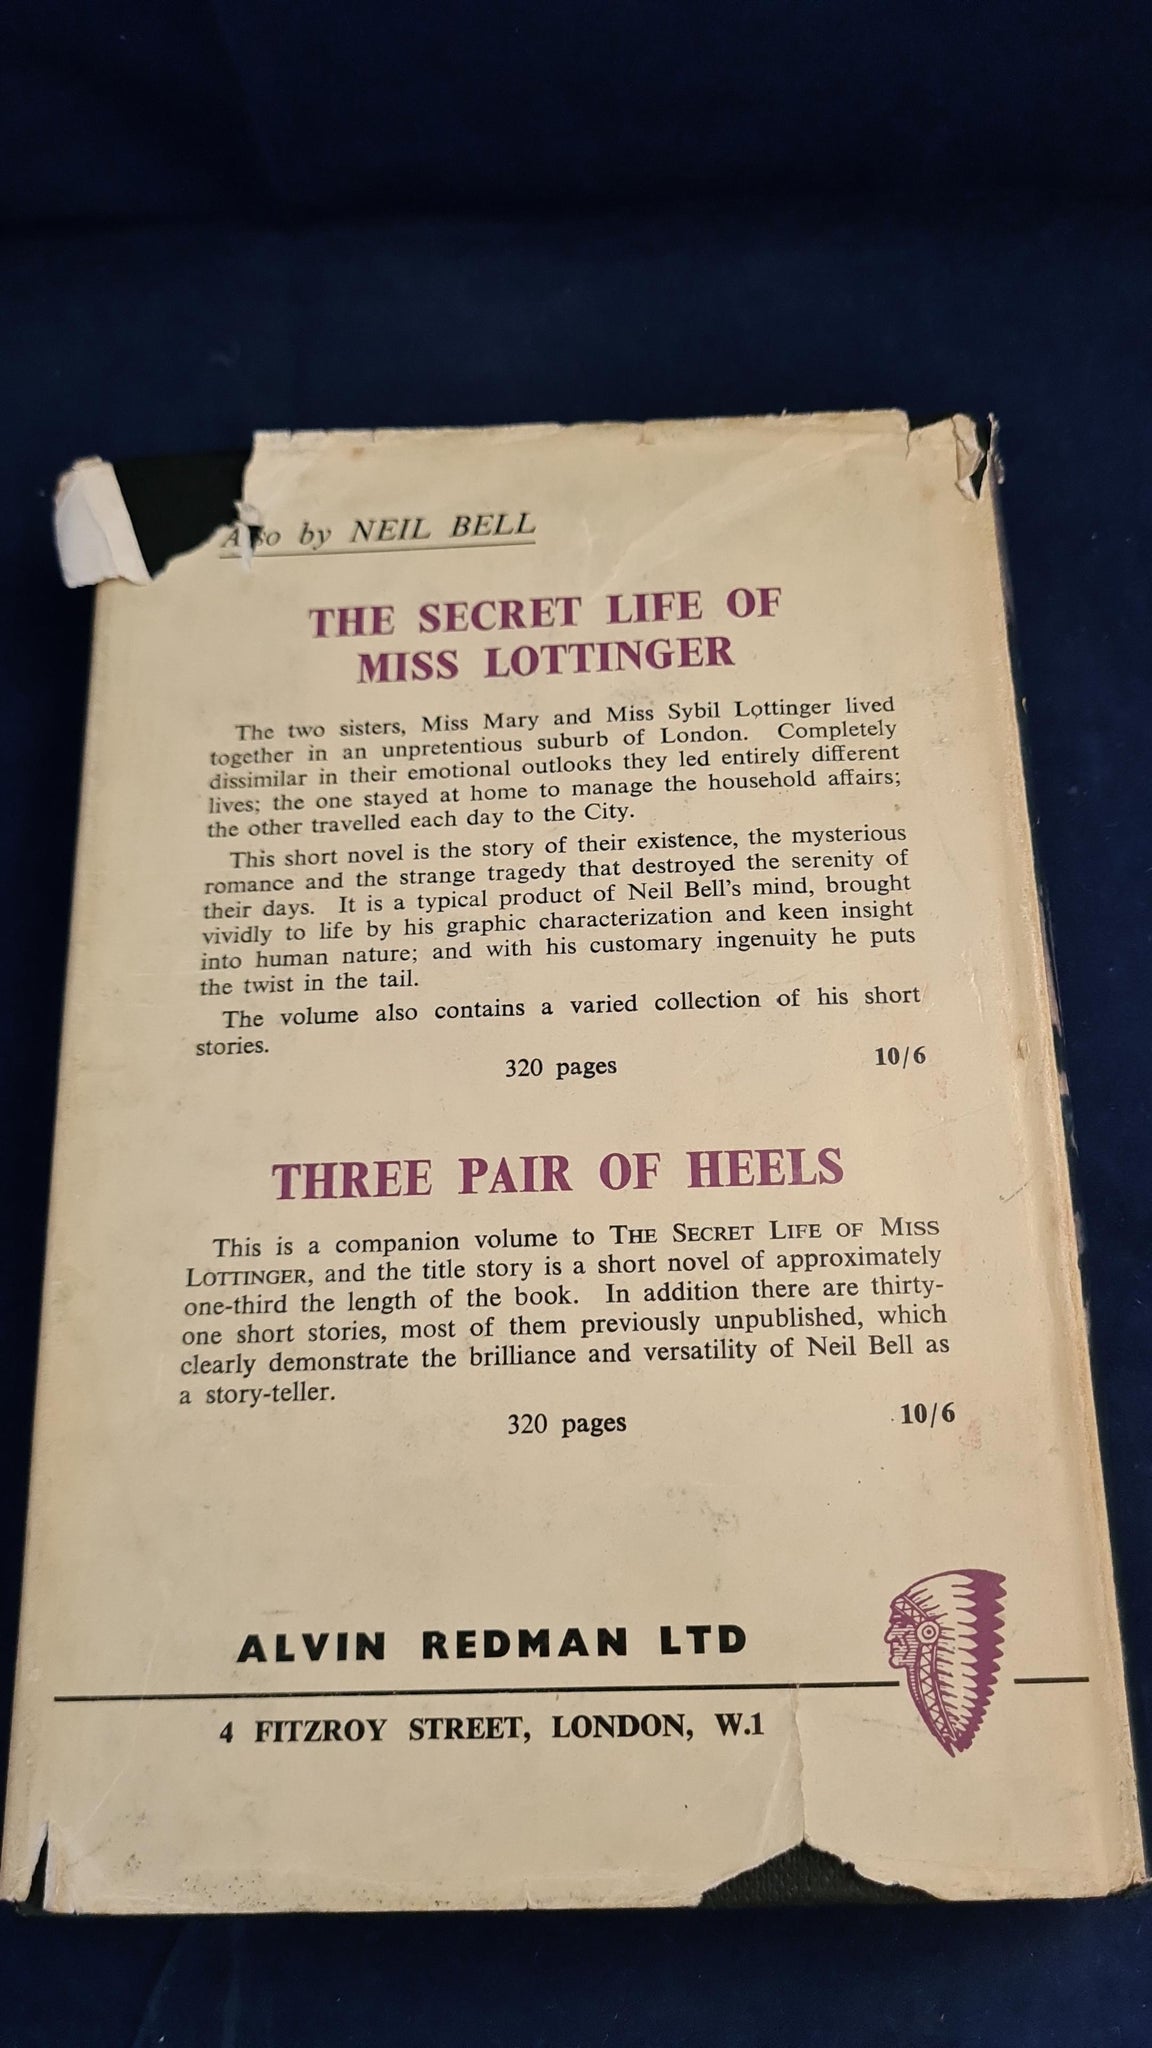 Also by NEIL BELL
THE SECRET LIFE OF
MISS LOTTINGER
The two sisters, Miss Mary and Miss Sybil Lottinger lived
together in an unpretentious suburb of London. Completely
dissimilar in their emotional outlooks they led entirely different
lives; the one stayed at home to manage the household affairs;
the other travelled each day to the City.
This short novel is the story of their existence, the mysterious
romance and the strange tragedy that destroyed the serenity of
their days. It is a typical product of Neil Bell's mind, brought
vividly to life by his graphic characterization and keen insight
into human nature; and with his customary ingenuity he puts
the twist in the tail.
The volume also contains a varied collection of his short
stories.
320 pages 10/6
THREE PAIR OF HEELS
This is a companion volume to THE SECRET LIFE OF MISS
LOTTINGER, and the title story is a short novel of approximately
one-third the length of the book. In addition there are thirty-
one short stories, most of them previously unpublished, which
clearly demonstrate the brilliance and versatility of Neil Bell as
a story-teller.
320 pages 10/6
ALVIN REDMAN LTD
4 FITZROY STREET, LONDON, W.1